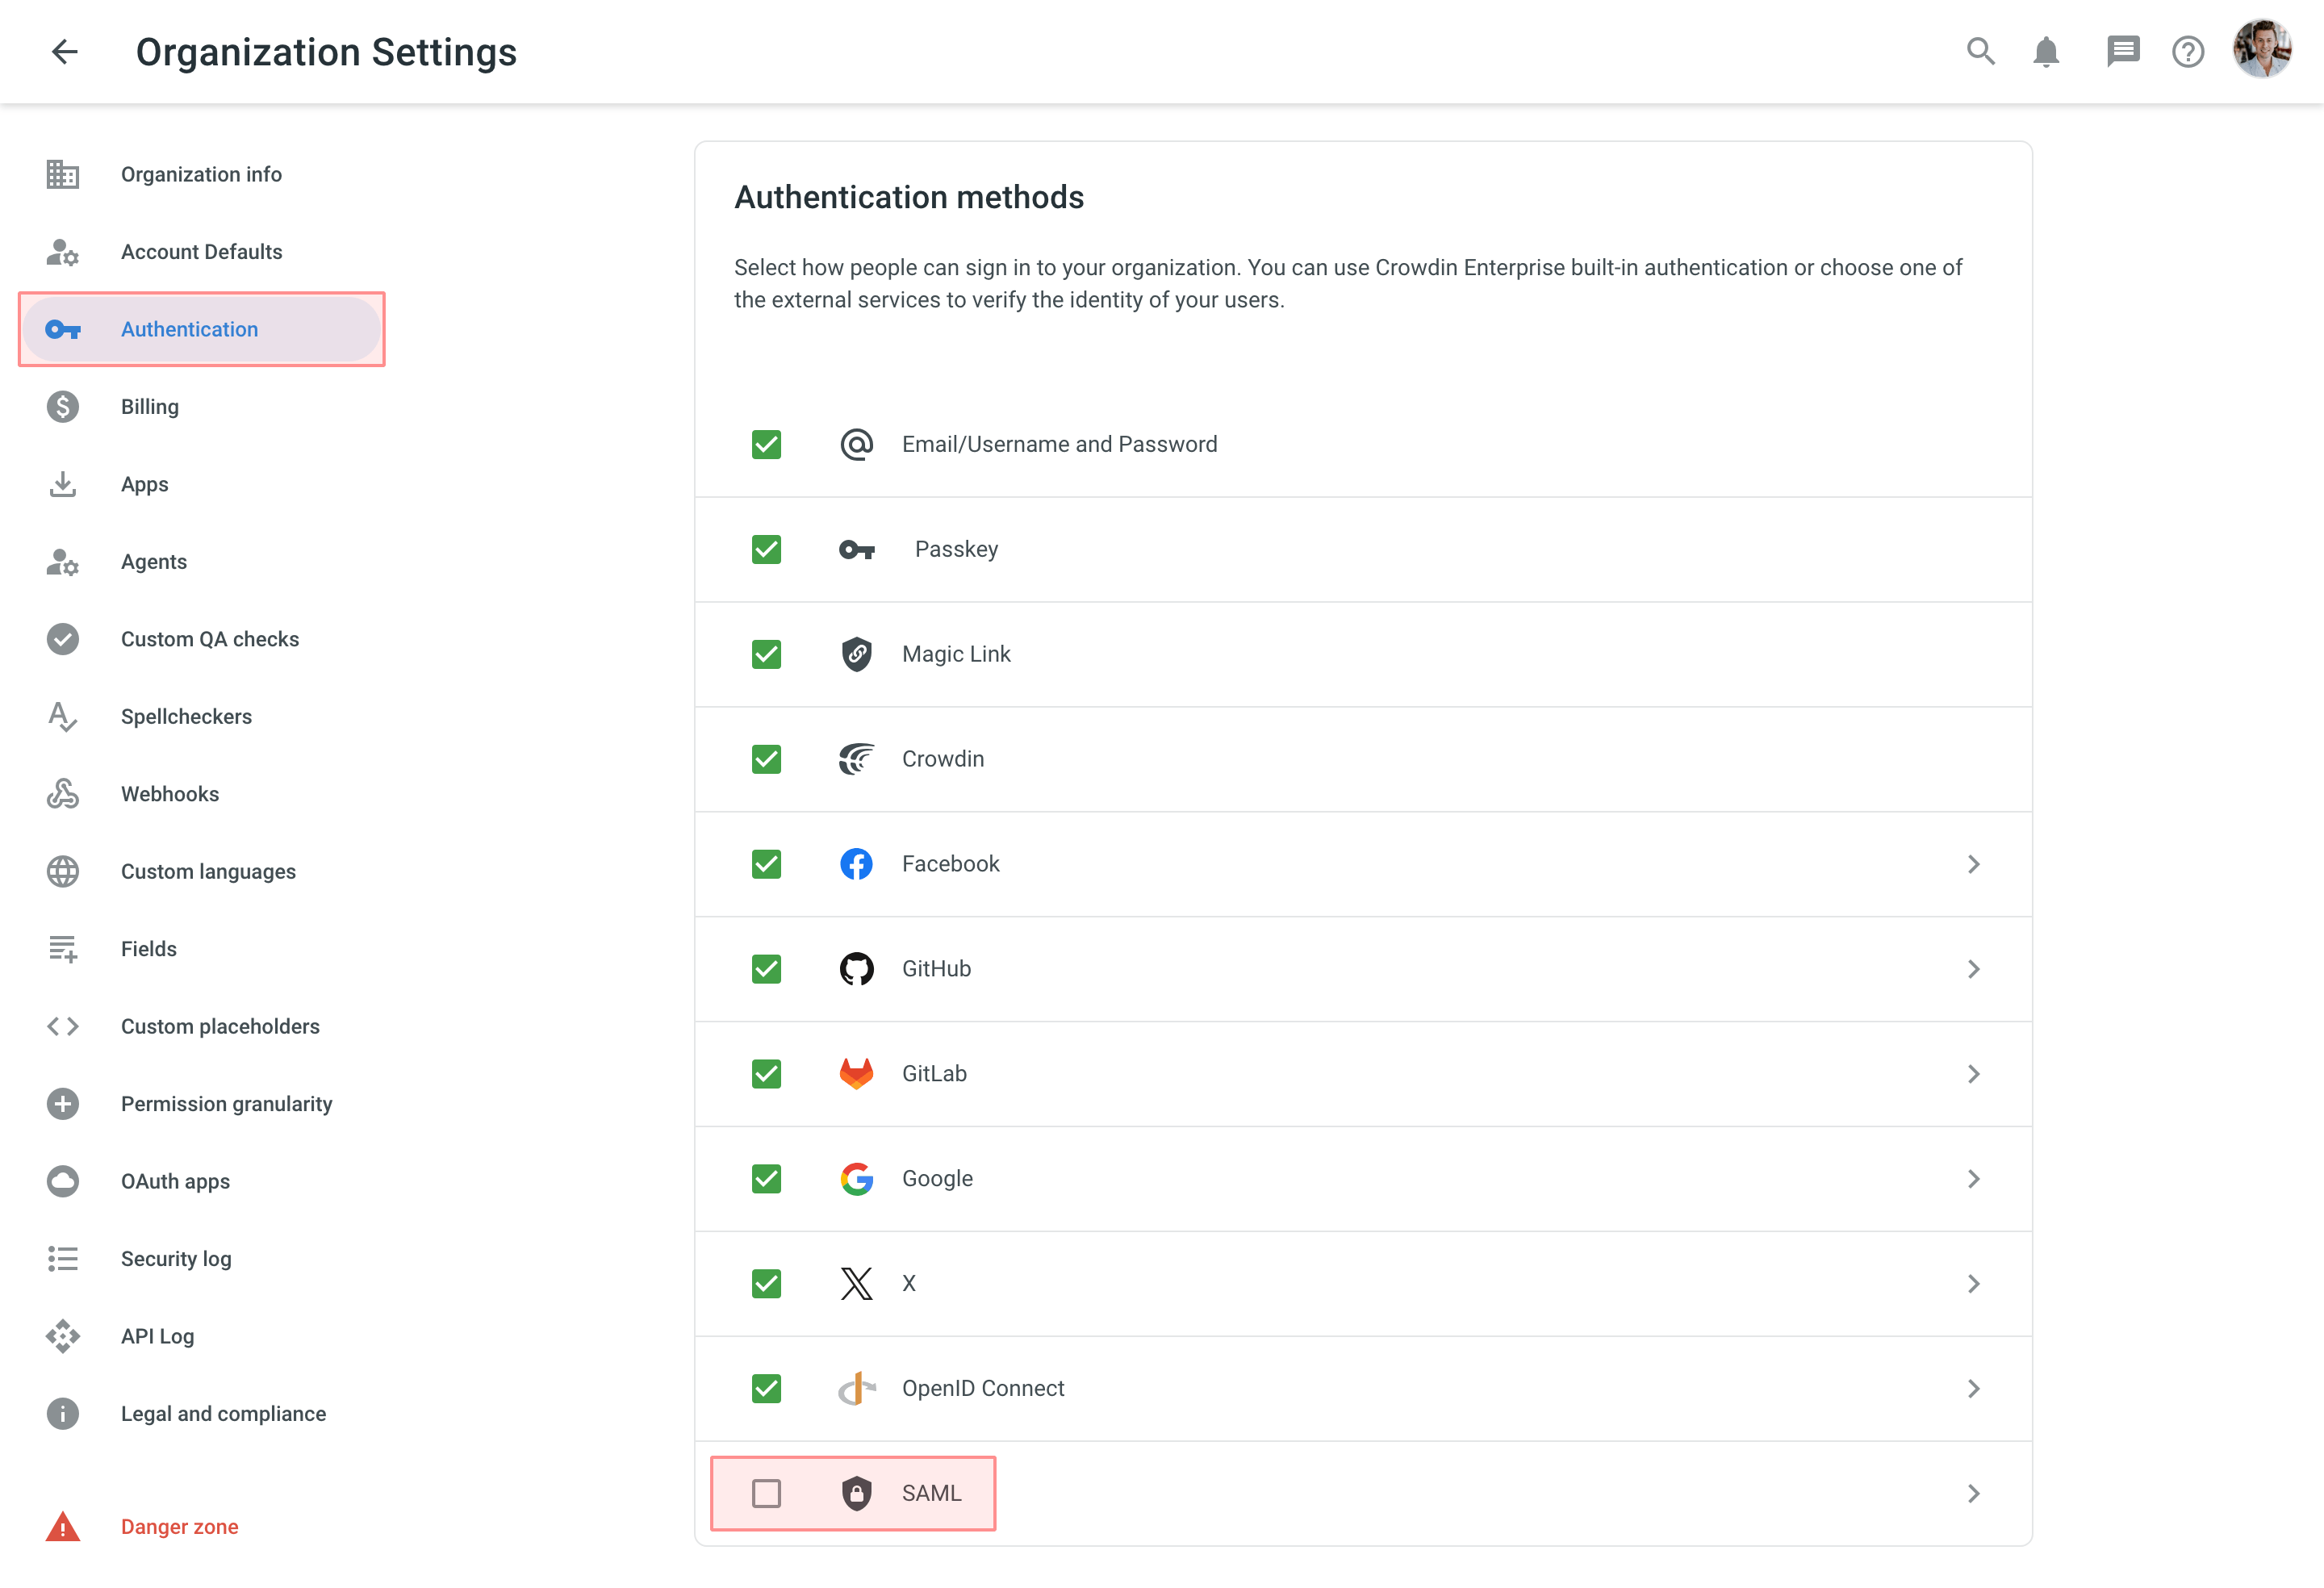 Organization Settings
Organization info
Account Defaults
Authentication
Billing
Apps
Agents
Custom QA checks
Spellcheckers
Webhooks
Custom languages
Fields
Custom placeholders
Permission granularity
OAuth apps
Security log
API Log
Legal and compliance
Danger zone
Authentication methods
Select how people can sign in to your organization. You can use Crowdin Enterprise built-in authentication or choose one of
the external services to verify the identity of your users.
Email/Username and Password
Passkey
Magic Link
Crowdin
Facebook
GitHub
GitLab
Google
X
OpenID Connect
SAML